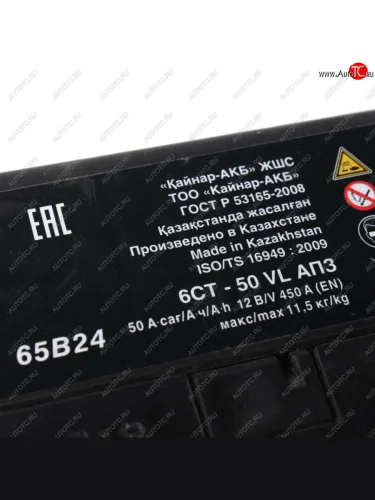 www.AutoTC.ru
«Қайнар-АКБ» ЖШС
ТОО «Кайнар-АКБ»
ГОСТ Р 53165-2008
Қазақстанда жасалған
Произведено в Казахстане
Made in Kazakhstan
ISO/TS 16949 : 2009
6СТ - 50 VL АПЗ
50 А·сағ/А·ч/A·h 12 В/V 450 А (EN)
макс/max 11,5 кг/kg
EAC
65B24